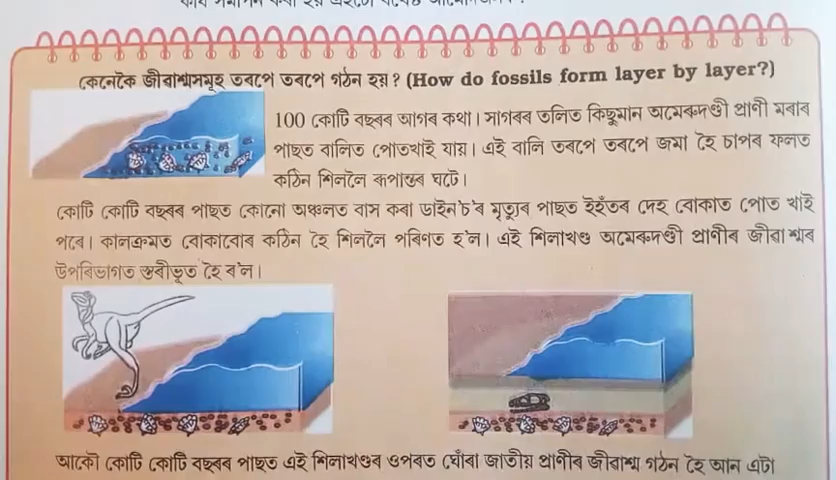 কেনেকৈ জীৱাশ্মসমূহ তৰপে তৰপে গঠন হয়? (How do fossils form layer by layer?)
100 কোটি বছৰৰ আগৰ কথা। সাগৰৰ তলিত কিছুমান অমেৰুদণ্ডী প্ৰাণী মৰাৰ
পাছত বালিত পোতখাই যায়। এই বালি তৰপে তৰপে জমা হৈ চাপৰ ফলত
কঠিন শিললৈ ৰূপান্তৰ ঘটে।
কোটি কোটি বছৰৰ পাছত কোনো অঞ্চলত বাস কৰা ডাইন'চ'ৰ মৃত্যুৰ পাছত ইহঁতৰ দেহ বোকাত পোত খাই
পৰে। কালক্ৰমত বোকাবোৰ কঠিন হৈ শিললৈ পৰিণত হ'ল। এই শিলাখণ্ড অমেৰুদণ্ডী প্ৰাণীৰ জীৱাশ্মৰ
উপৰিভাগত স্তৰীভূত হৈ ৰ'ল।
আকৌ কোটি কোটি বছৰৰ পাছত এই শিলাখণ্ডৰ ওপৰত ঘোঁৰা জাতীয় প্ৰাণীৰ জীৱাশ্ম গঠন হৈ আন এটা